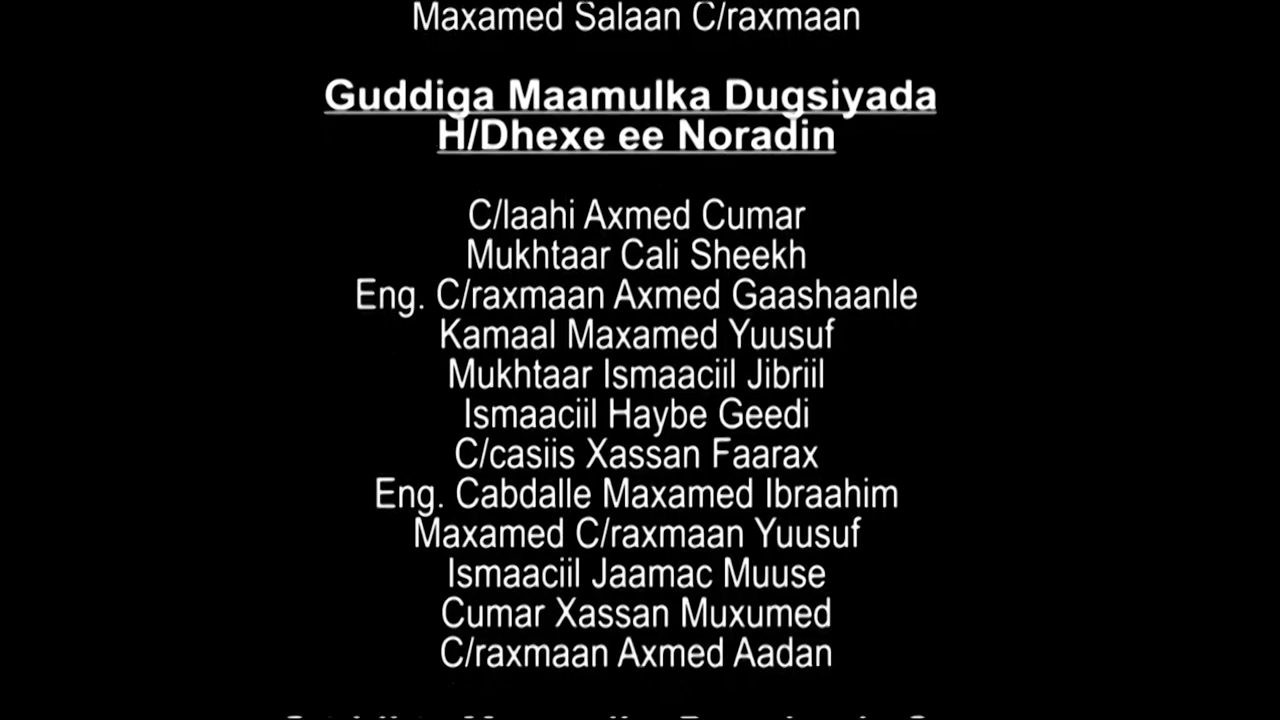 Maxamed Salaan C/raxmaan
Guddiga Maamulka Dugsiyada
H/Dhexe ee Noradin
C/laahi Axmed Cumar
Mukhtaar Cali Sheekh
Eng. C/raxmaan Axmed Gaashaanle
Kamaal Maxamed Yuusuf
Mukhtaar Ismaaciil Jibriil
Ismaaciil Haybe Geedi
C/casiis Xassan Faarax
Eng. Cabdalle Maxamed Ibraahim
Maxamed C/raxmaan Yuusuf
Ismaaciil Jaamac Muuse
Cumar Xassan Muxumed
C/raxmaan Axmed Aadan